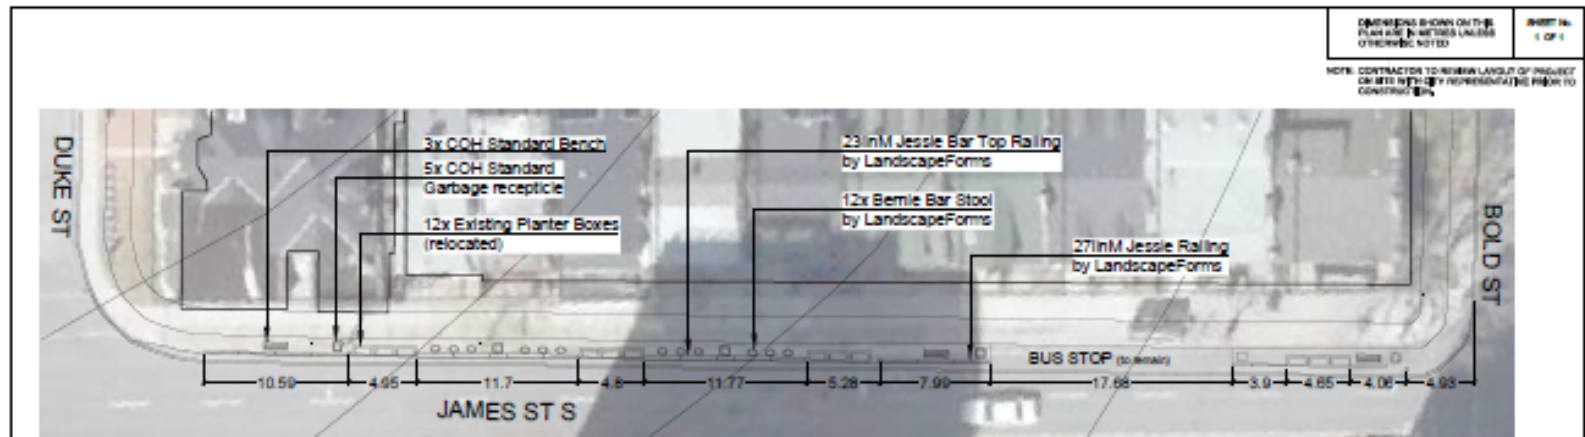 DIMENSIONS SHOWN ON THIS
PLAN ARE IN METRES UNLESS
OTHERWISE NOTED
SHEET No.
1 OF 1
NOTE: CONTRACTOR TO REVIEW LAYOUT OF PROJECT
ON SITE WITH CITY REPRESENTATIVE PRIOR TO
CONSTRUCTION.
DUKE ST
3x COH Standard Bench
5x COH Standard
Garbage recepticle
12x Existing Planter Boxes
(relocated)
23linM Jessie Bar Top Railing
by LandscapeForms
12x Bernie Bar Stool
by LandscapeForms
27linM Jessie Railing
by LandscapeForms
BOLD ST
BUS STOP (to remain)
10.59 4.95 11.7 4.8 11.77 5.28 7.99 17.68 3.9 4.65 4.06 4.93
JAMES ST S